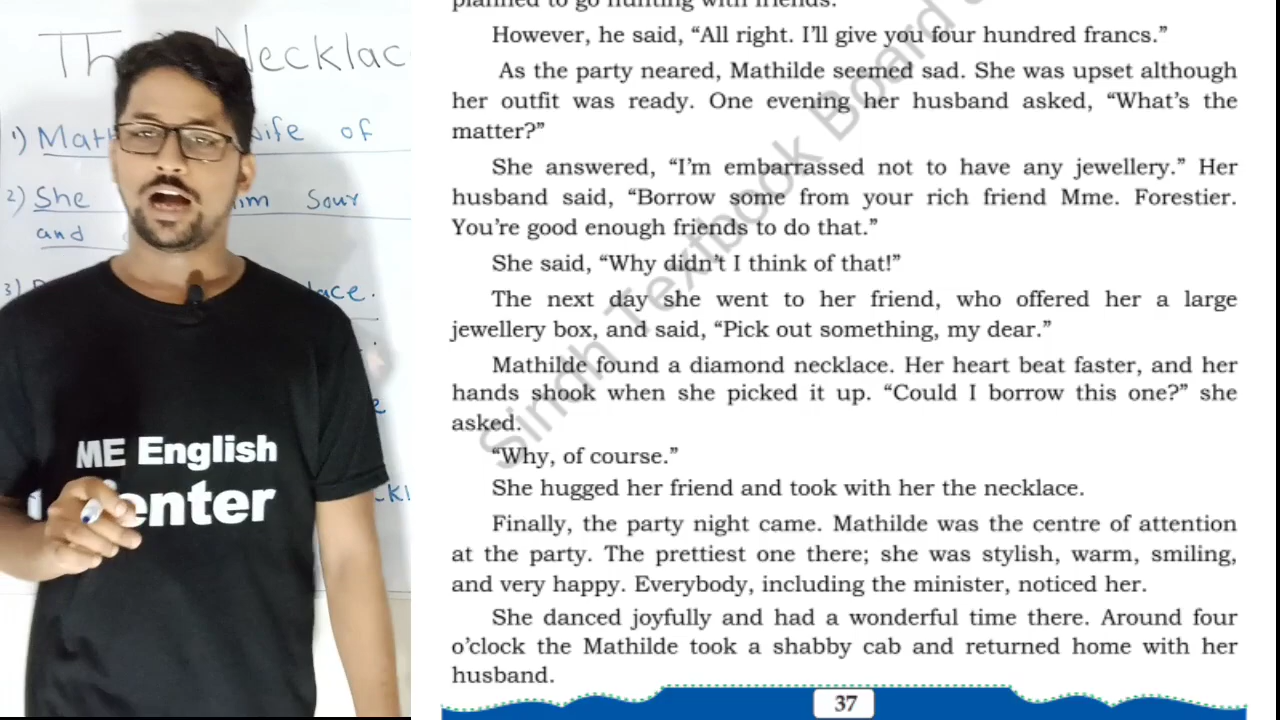 The Necklac
1) Math wife of
2) She him Sour
and
3) lace.
ME English
enter
planned to go hunting with friends.
However, he said, “All right. I’ll give you four hundred francs.”
As the party neared, Mathilde seemed sad. She was upset although
her outfit was ready. One evening her husband asked, “What’s the
matter?”
She answered, “I’m embarrassed not to have any jewellery.” Her
husband said, “Borrow some from your rich friend Mme. Forestier.
You’re good enough friends to do that.”
She said, “Why didn’t I think of that!”
The next day she went to her friend, who offered her a large
jewellery box, and said, “Pick out something, my dear.”
Mathilde found a diamond necklace. Her heart beat faster, and her
hands shook when she picked it up. “Could I borrow this one?” she
asked.
“Why, of course.”
She hugged her friend and took with her the necklace.
Finally, the party night came. Mathilde was the centre of attention
at the party. The prettiest one there; she was stylish, warm, smiling,
and very happy. Everybody, including the minister, noticed her.
She danced joyfully and had a wonderful time there. Around four
o’clock the Mathilde took a shabby cab and returned home with her
husband.
37
Sindh Textbook Board